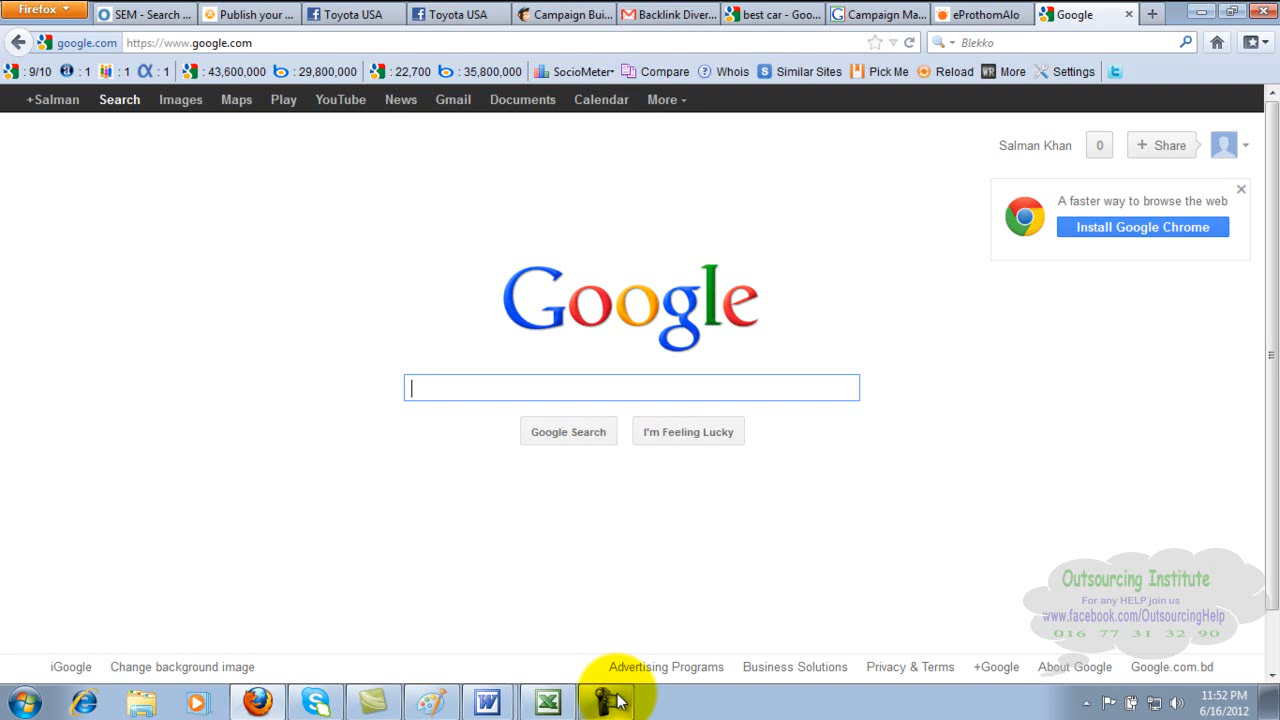 Firefox
SEM - Search ...
Publish your ...
Toyota USA
Toyota USA
Campaign Bui...
Backlink Diver...
best car - Goo...
Campaign Ma...
eProthomAlo
Google
google.com
https://www.google.com
Blekko
: 9/10
: 1
: 1
: 1
: 43,600,000
: 29,800,000
: 22,700
: 35,800,000
SocioMeter
Compare
Whois
Similar Sites
Pick Me
Reload
WR More
Settings
+Salman
Search
Images
Maps
Play
YouTube
News
Gmail
Documents
Calendar
More
Salman Khan
0
+ Share
A faster way to browse the web
Install Google Chrome
Google
Google Search
I'm Feeling Lucky
Outsourcing Institute
For any HELP join us
www.facebook.com/OutsourcingHelp
016 77 31 32 90
iGoogle
Change background image
Advertising Programs
Business Solutions
Privacy & Terms
+Google
About Google
Google.com.bd
11:52 PM
6/16/2012